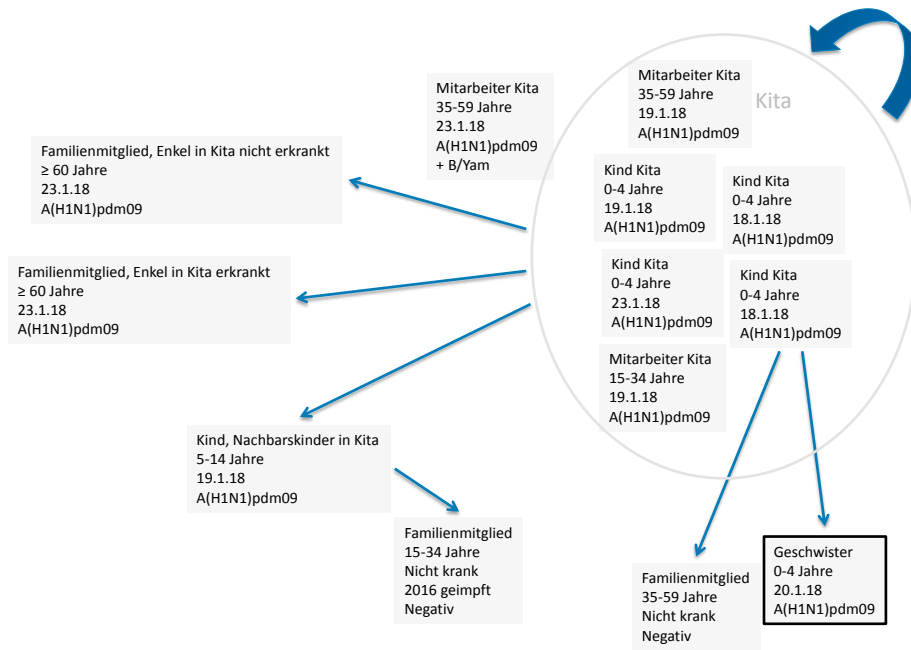 Mitarbeiter Kita
35-59 Jahre
19.1.18
A(H1N1)pdm09
Kita
Mitarbeiter Kita
35-59 Jahre
23.1.18
A(H1N1)pdm09
+ B/Yam
Familienmitglied, Enkel in Kita nicht erkrankt
≥ 60 Jahre
23.1.18
A(H1N1)pdm09
Kind Kita
0-4 Jahre
19.1.18
A(H1N1)pdm09
Kind Kita
0-4 Jahre
18.1.18
A(H1N1)pdm09
Familienmitglied, Enkel in Kita erkrankt
≥ 60 Jahre
23.1.18
A(H1N1)pdm09
Kind Kita
0-4 Jahre
23.1.18
A(H1N1)pdm09
Kind Kita
0-4 Jahre
18.1.18
A(H1N1)pdm09
Mitarbeiter Kita
15-34 Jahre
19.1.18
A(H1N1)pdm09
Kind, Nachbarskinder in Kita
5-14 Jahre
19.1.18
A(H1N1)pdm09
Familienmitglied
15-34 Jahre
Nicht krank
2016 geimpft
Negativ
Familienmitglied
35-59 Jahre
Nicht krank
Negativ
Geschwister
0-4 Jahre
20.1.18
A(H1N1)pdm09